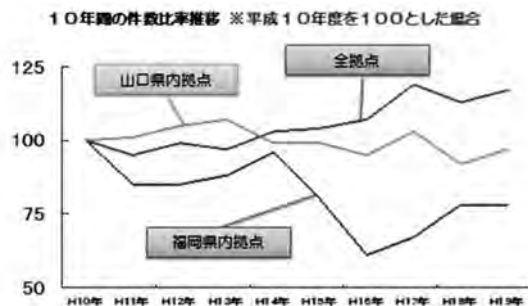 10年間の件数比率推移 ※平成10年度を100とした場合
125
全拠点
山口県内拠点
100
75
福岡県内拠点
50
H10年 H11年 H12年 H13年 H14年 H15年 H16年 H17年 H18年 H19年